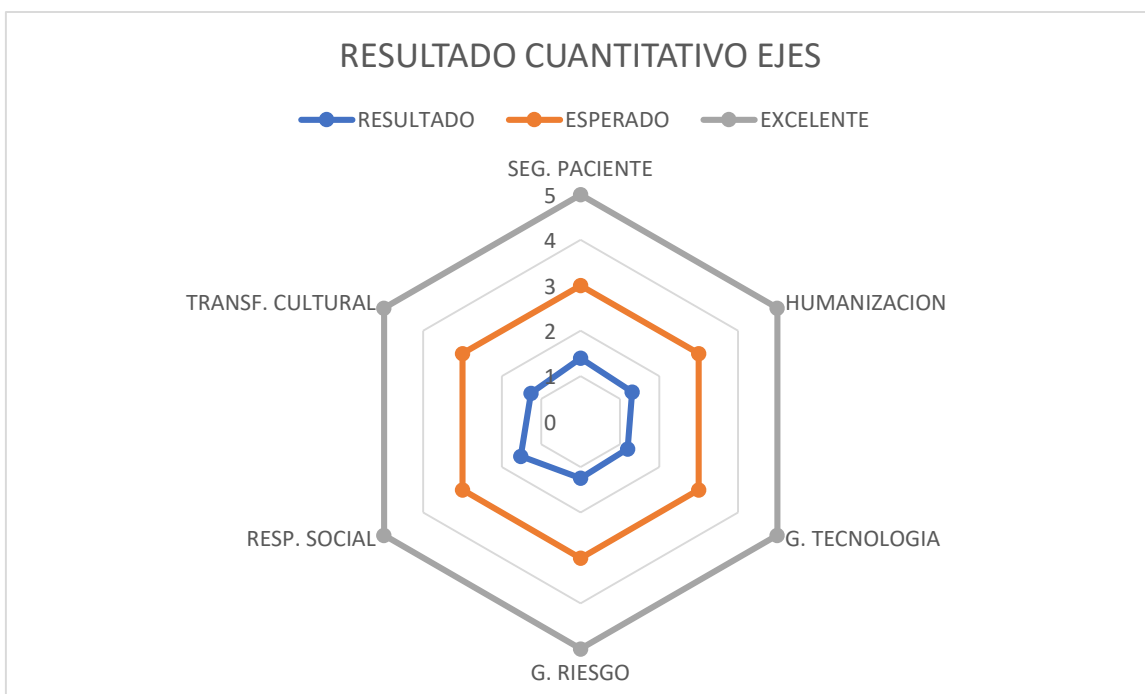 RESULTADO CUANTITATIVO EJES
RESULTADO ESPERADO EXCELENTE
SEG. PACIENTE
5
4
3
2
1
0
HUMANIZACION
G. TECNOLOGIA
G. RIESGO
RESP. SOCIAL
TRANSF. CULTURAL